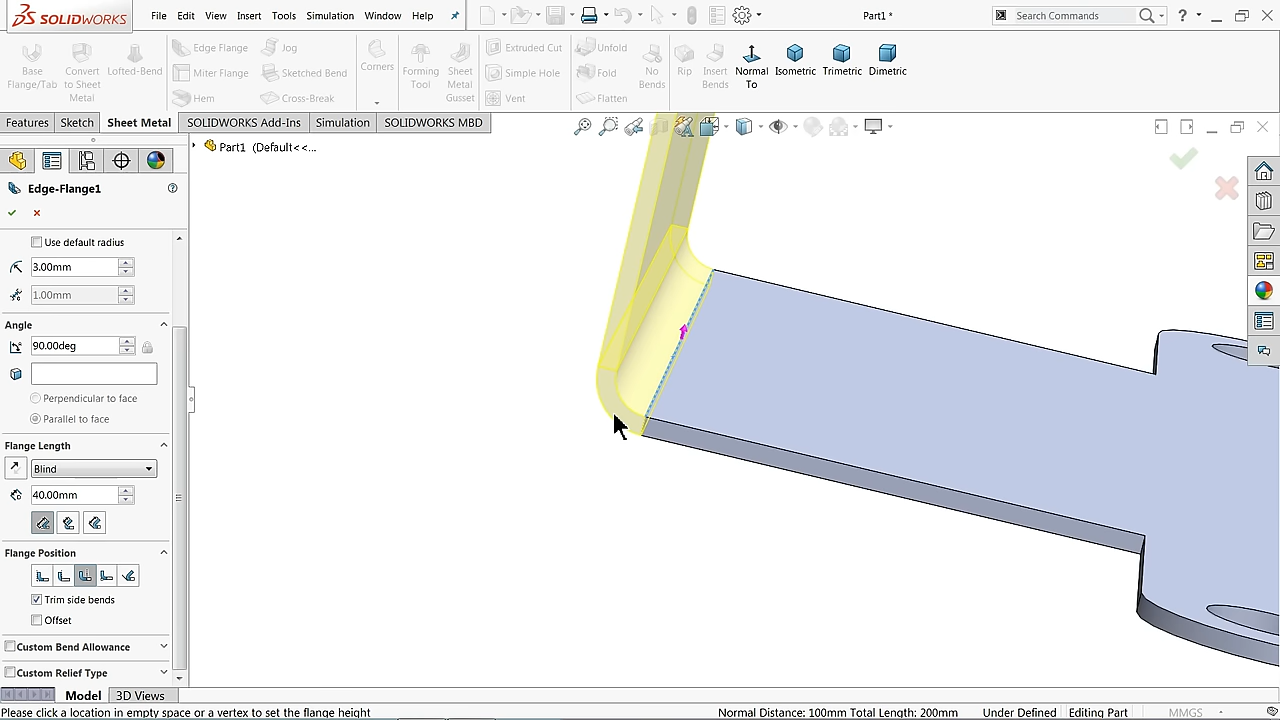 SOLIDWORKS File Edit View Insert Tools Simulation Window Help Part1 * Search Commands ?
Base Flange/Tab Convert to Sheet Metal Lofted-Bend Edge Flange Miter Flange Hem Jog Sketched Bend Cross-Break Corners Forming Tool Sheet Metal Gusset Extruded Cut Simple Hole Vent Unfold Fold Flatten No Bends Rip Insert Bends Normal To Isometric Trimetric Dimetric
Features Sketch Sheet Metal SOLIDWORKS Add-Ins Simulation SOLIDWORKS MBD
Part1 (Default<<...
Edge-Flange1
Use default radius
3.00mm
1.00mm
Angle
90.00deg
Perpendicular to face
Parallel to face
Flange Length
Blind
40.00mm
Flange Position
Trim side bends
Offset
Custom Bend Allowance
Custom Relief Type
Model 3D Views
Please click a location in empty space or a vertex to set the flange height Normal Distance: 100mm Total Length: 200mm Under Defined Editing Part MMGS